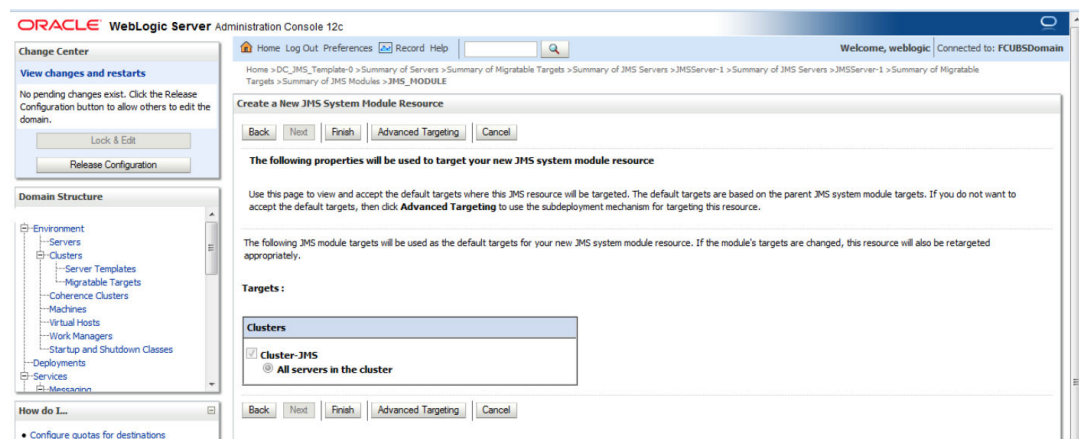 ORACLE WebLogic Server Administration Console 12c
Change Center
View changes and restarts
No pending changes exist. Click the Release
Configuration button to allow others to edit the
domain.
Lock & Edit
Release Configuration
Domain Structure
Environment
Servers
Clusters
Server Templates
Migratable Targets
Coherence Clusters
Machines
Virtual Hosts
Work Managers
Startup and Shutdown Classes
Deployments
Services
Messaging
How do I...
Configure quotas for destinations
Home Log Out Preferences Record Help
Welcome, weblogic Connected to: FCUBSDomain
Home >DC_JMS_Template-0 >Summary of Servers >Summary of Migratable Targets >Summary of JMS Servers >JMSServer-1 >Summary of JMS Servers >JMSServer-1 >Summary of Migratable
Targets >Summary of JMS Modules >JMS_MODULE
Create a New JMS System Module Resource
Back Next Finish Advanced Targeting Cancel
The following properties will be used to target your new JMS system module resource
Use this page to view and accept the default targets where this JMS resource will be targeted. The default targets are based on the parent JMS system module targets. If you do not want to
accept the default targets, then click Advanced Targeting to use the subdeployment mechanism for targeting this resource.
The following JMS module targets will be used as the default targets for your new JMS system module resource. If the module's targets are changed, this resource will also be retargeted
appropriately.
Targets :
Clusters
Cluster-JMS
All servers in the cluster
Back Next Finish Advanced Targeting Cancel